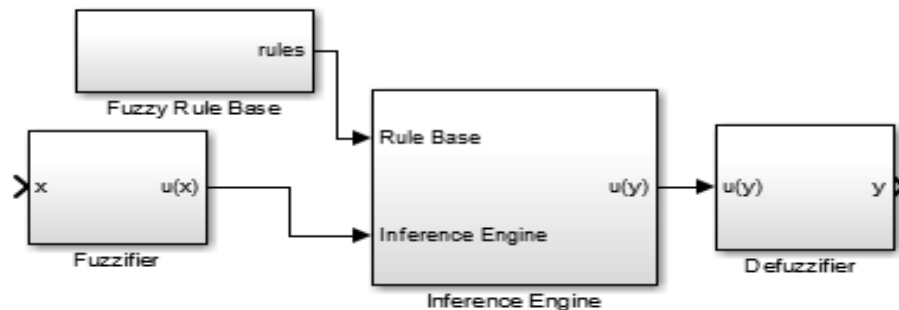 rules
Fuzzy Rule Base
x u(x)
Fuzzifier
Rule Base
u(y)
Inference Engine
Inference Engine
u(y) y
Defuzzifier